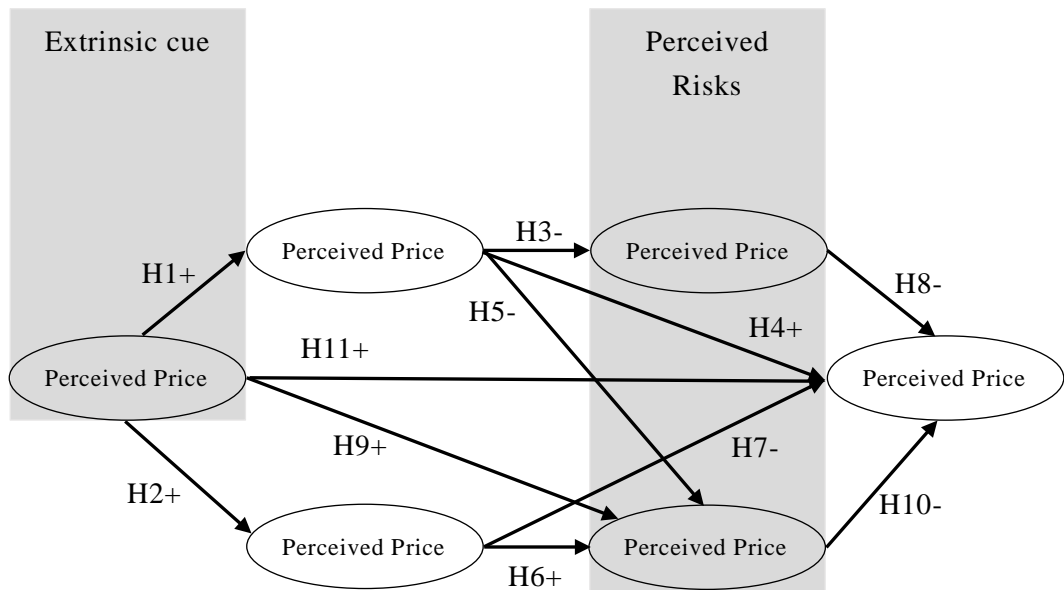 Extrinsic cue
Perceived
Risks
Perceived Price
H3-
Perceived Price
H1+
H5-
H4+
H8-
Perceived Price
H11+
Perceived Price
H9+
H7-
H2+
H10-
Perceived Price
H6+
Perceived Price